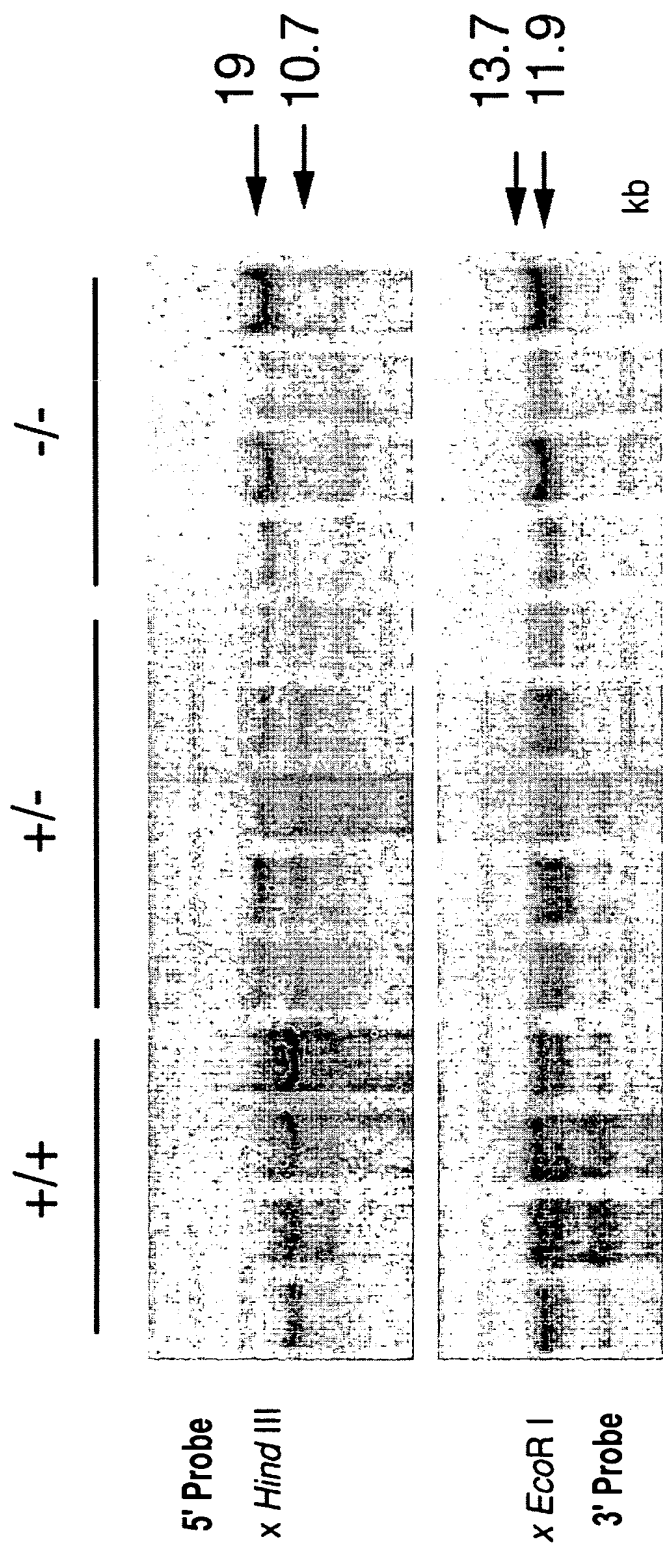 +/+ +/- -/-
5' Probe
x Hind III
19
10.7
x EcoR I
3' Probe
13.7
11.9
kb